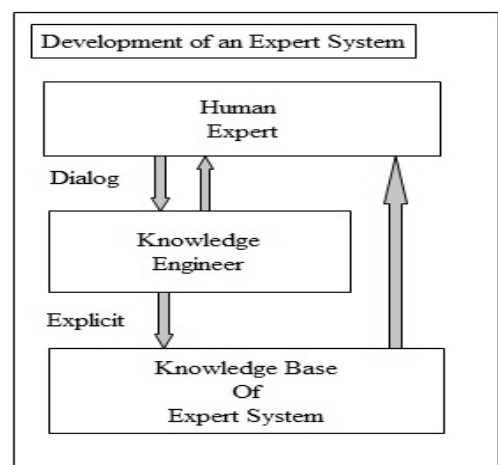 Development of an Expert System
Human
Expert
Dialog
Knowledge
Engineer
Explicit
Knowledge Base
Of
Expert System